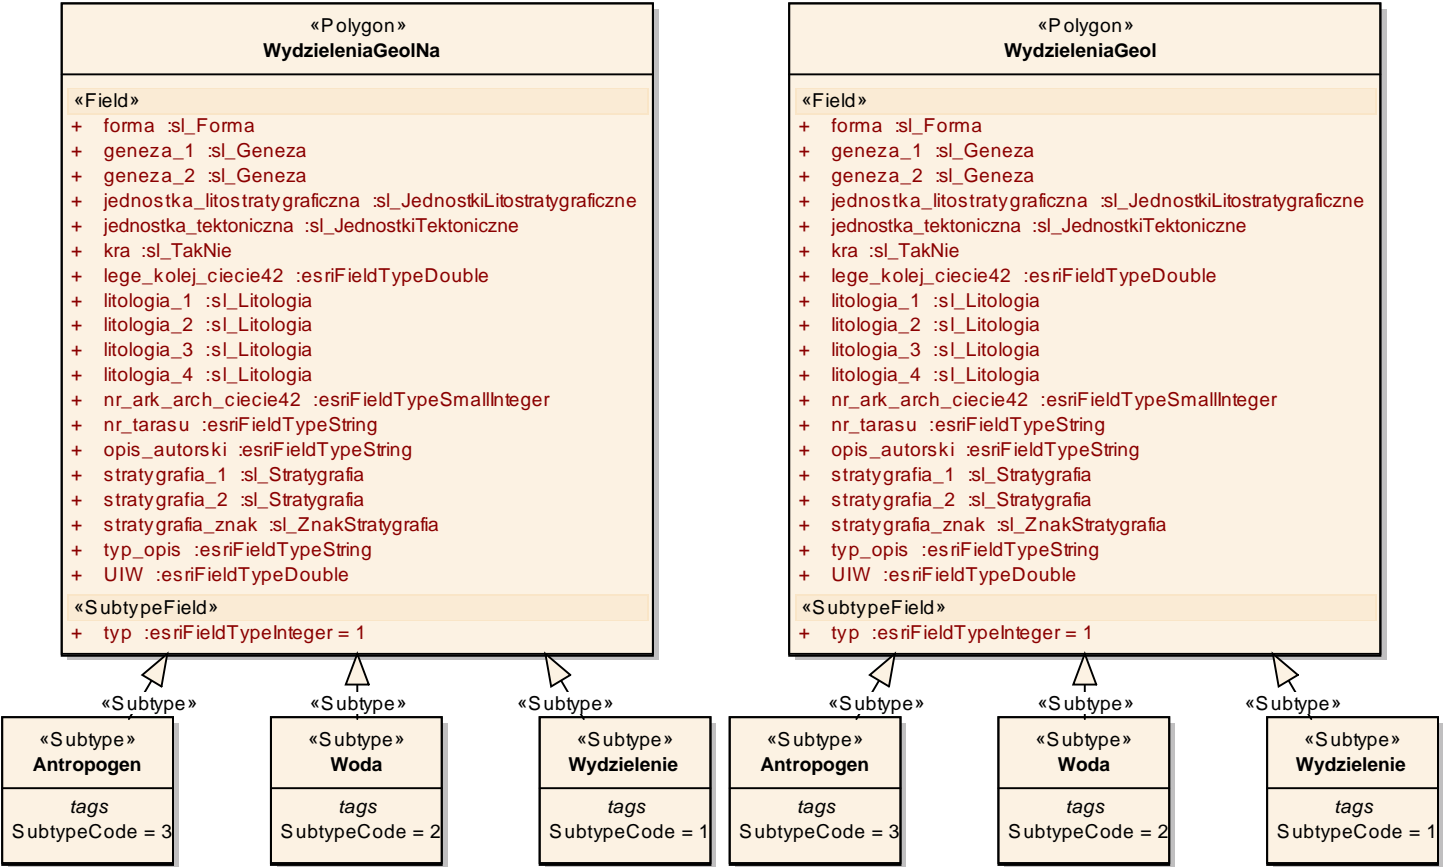 «Polygon»
WydzieleniaGeolNa
«Field»
+ forma :sl_Forma
+ geneza_1 :sl_Geneza
+ geneza_2 :sl_Geneza
+ jednostka_litostratygraficzna :sl_JednostkiLitostratygraficzne
+ jednostka_tektoniczna :sl_JednostkiTektoniczne
+ kra :sl_TakNie
+ lege_kolej_ciecie42 :esriFieldTypeDouble
+ litologia_1 :sl_Litologia
+ litologia_2 :sl_Litologia
+ litologia_3 :sl_Litologia
+ litologia_4 :sl_Litologia
+ nr_ark_arch_ciecie42 :esriFieldTypeSmallInteger
+ nr_tarasu :esriFieldTypeString
+ opis_autorski :esriFieldTypeString
+ stratygrafia_1 :sl_Stratygrafia
+ stratygrafia_2 :sl_Stratygrafia
+ stratygrafia_znak :sl_ZnakStratygrafia
+ typ_opis :esriFieldTypeString
+ UIW :esriFieldTypeDouble
«SubtypeField»
+ typ :esriFieldTypeInteger = 1
«Subtype»
«Subtype»
«Subtype»
«Subtype»
Antropogen
tags
SubtypeCode = 3
«Subtype»
Woda
tags
SubtypeCode = 2
«Subtype»
Wydzielenie
tags
SubtypeCode = 1
«Polygon»
WydzieleniaGeol
«Field»
+ forma :sl_Forma
+ geneza_1 :sl_Geneza
+ geneza_2 :sl_Geneza
+ jednostka_litostratygraficzna :sl_JednostkiLitostratygraficzne
+ jednostka_tektoniczna :sl_JednostkiTektoniczne
+ kra :sl_TakNie
+ lege_kolej_ciecie42 :esriFieldTypeDouble
+ litologia_1 :sl_Litologia
+ litologia_2 :sl_Litologia
+ litologia_3 :sl_Litologia
+ litologia_4 :sl_Litologia
+ nr_ark_arch_ciecie42 :esriFieldTypeSmallInteger
+ nr_tarasu :esriFieldTypeString
+ opis_autorski :esriFieldTypeString
+ stratygrafia_1 :sl_Stratygrafia
+ stratygrafia_2 :sl_Stratygrafia
+ stratygrafia_znak :sl_ZnakStratygrafia
+ typ_opis :esriFieldTypeString
+ UIW :esriFieldTypeDouble
«SubtypeField»
+ typ :esriFieldTypeInteger = 1
«Subtype»
«Subtype»
«Subtype»
«Subtype»
Antropogen
tags
SubtypeCode = 3
«Subtype»
Woda
tags
SubtypeCode = 2
«Subtype»
Wydzielenie
tags
SubtypeCode = 1